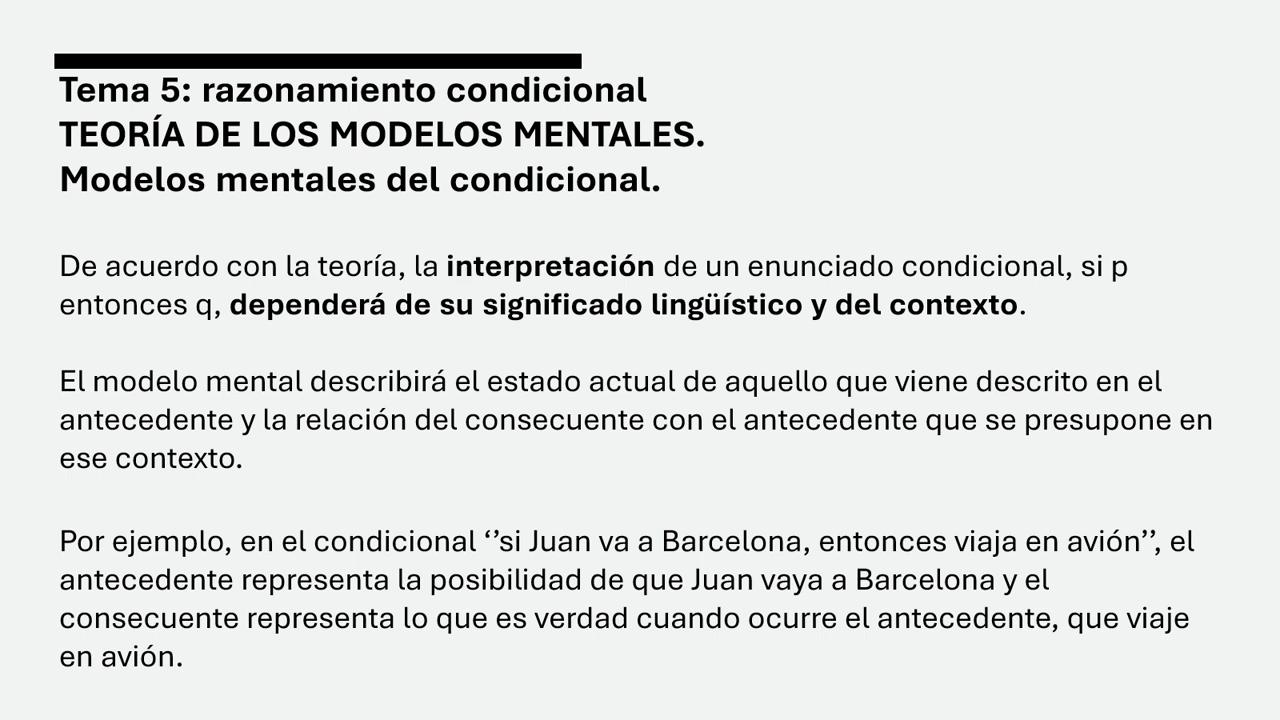 Tema 5: razonamiento condicional
TEORÍA DE LOS MODELOS MENTALES.
Modelos mentales del condicional.
De acuerdo con la teoría, la interpretación de un enunciado condicional, si p
entonces q, dependerá de su significado lingüístico y del contexto.
El modelo mental describirá el estado actual de aquello que viene descrito en el
antecedente y la relación del consecuente con el antecedente que se presupone en
ese contexto.
Por ejemplo, en el condicional ‘’si Juan va a Barcelona, entonces viaja en avión’’, el
antecedente representa la posibilidad de que Juan vaya a Barcelona y el
consecuente representa lo que es verdad cuando ocurre el antecedente, que viaje
en avión.